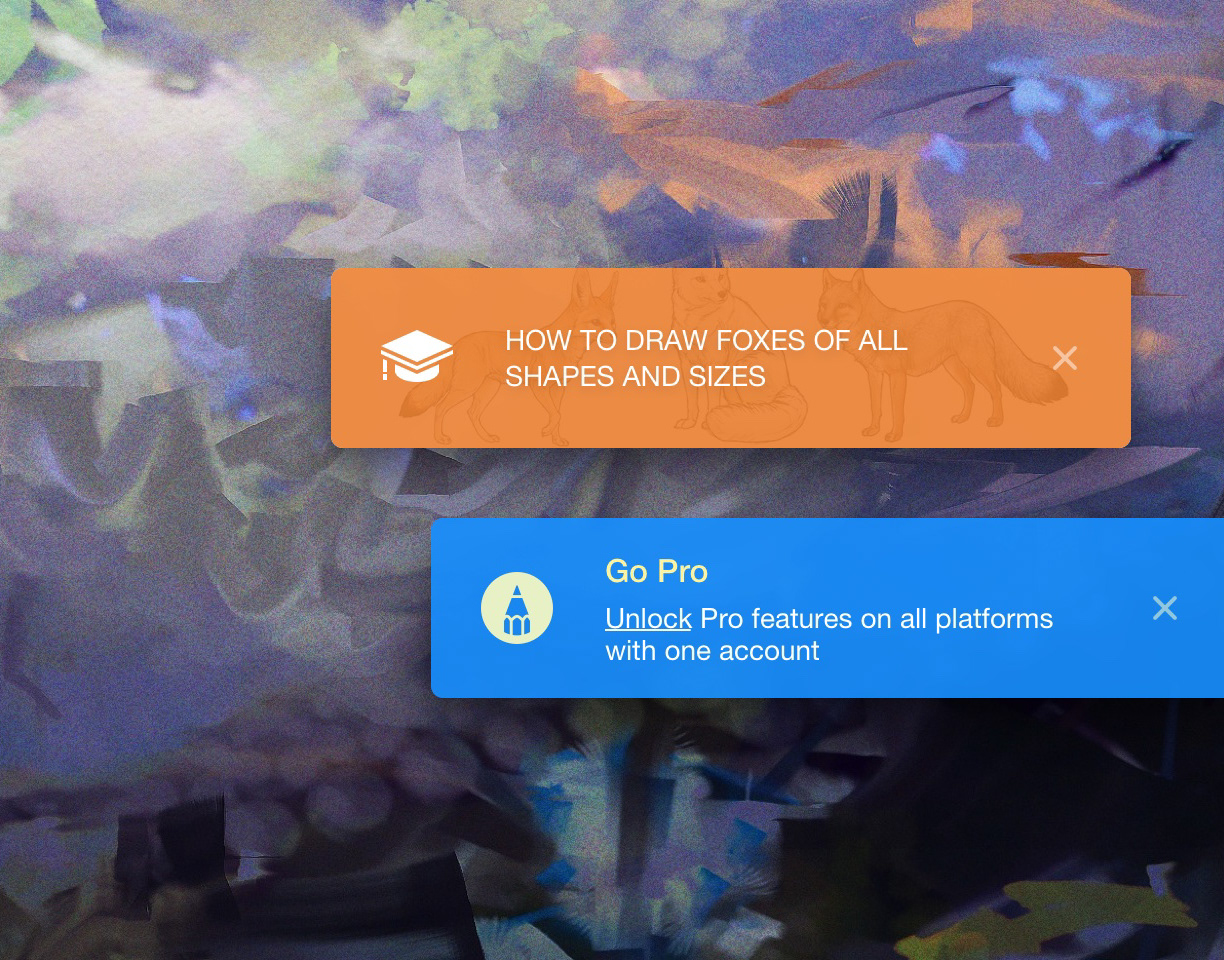 HOW TO DRAW FOXES OF ALL
SHAPES AND SIZES
Go Pro
Unlock Pro features on all platforms
with one account